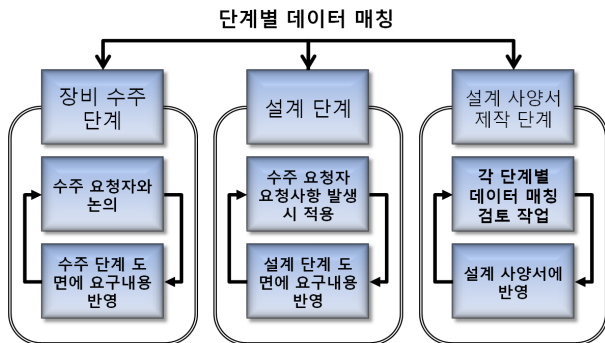 단계별 데이터 매칭
장비 수주
단계
수주 요청자와
논의
수주 단계 도
면에 요구내용
반영
설계 단계
수주 요청자
요청사항 발생
시 적용
설계 단계 도
면에 요구내용
반영
설계 사양서
제작 단계
각 단계별
데이터 매칭
검토 작업
설계 사양서에
반영